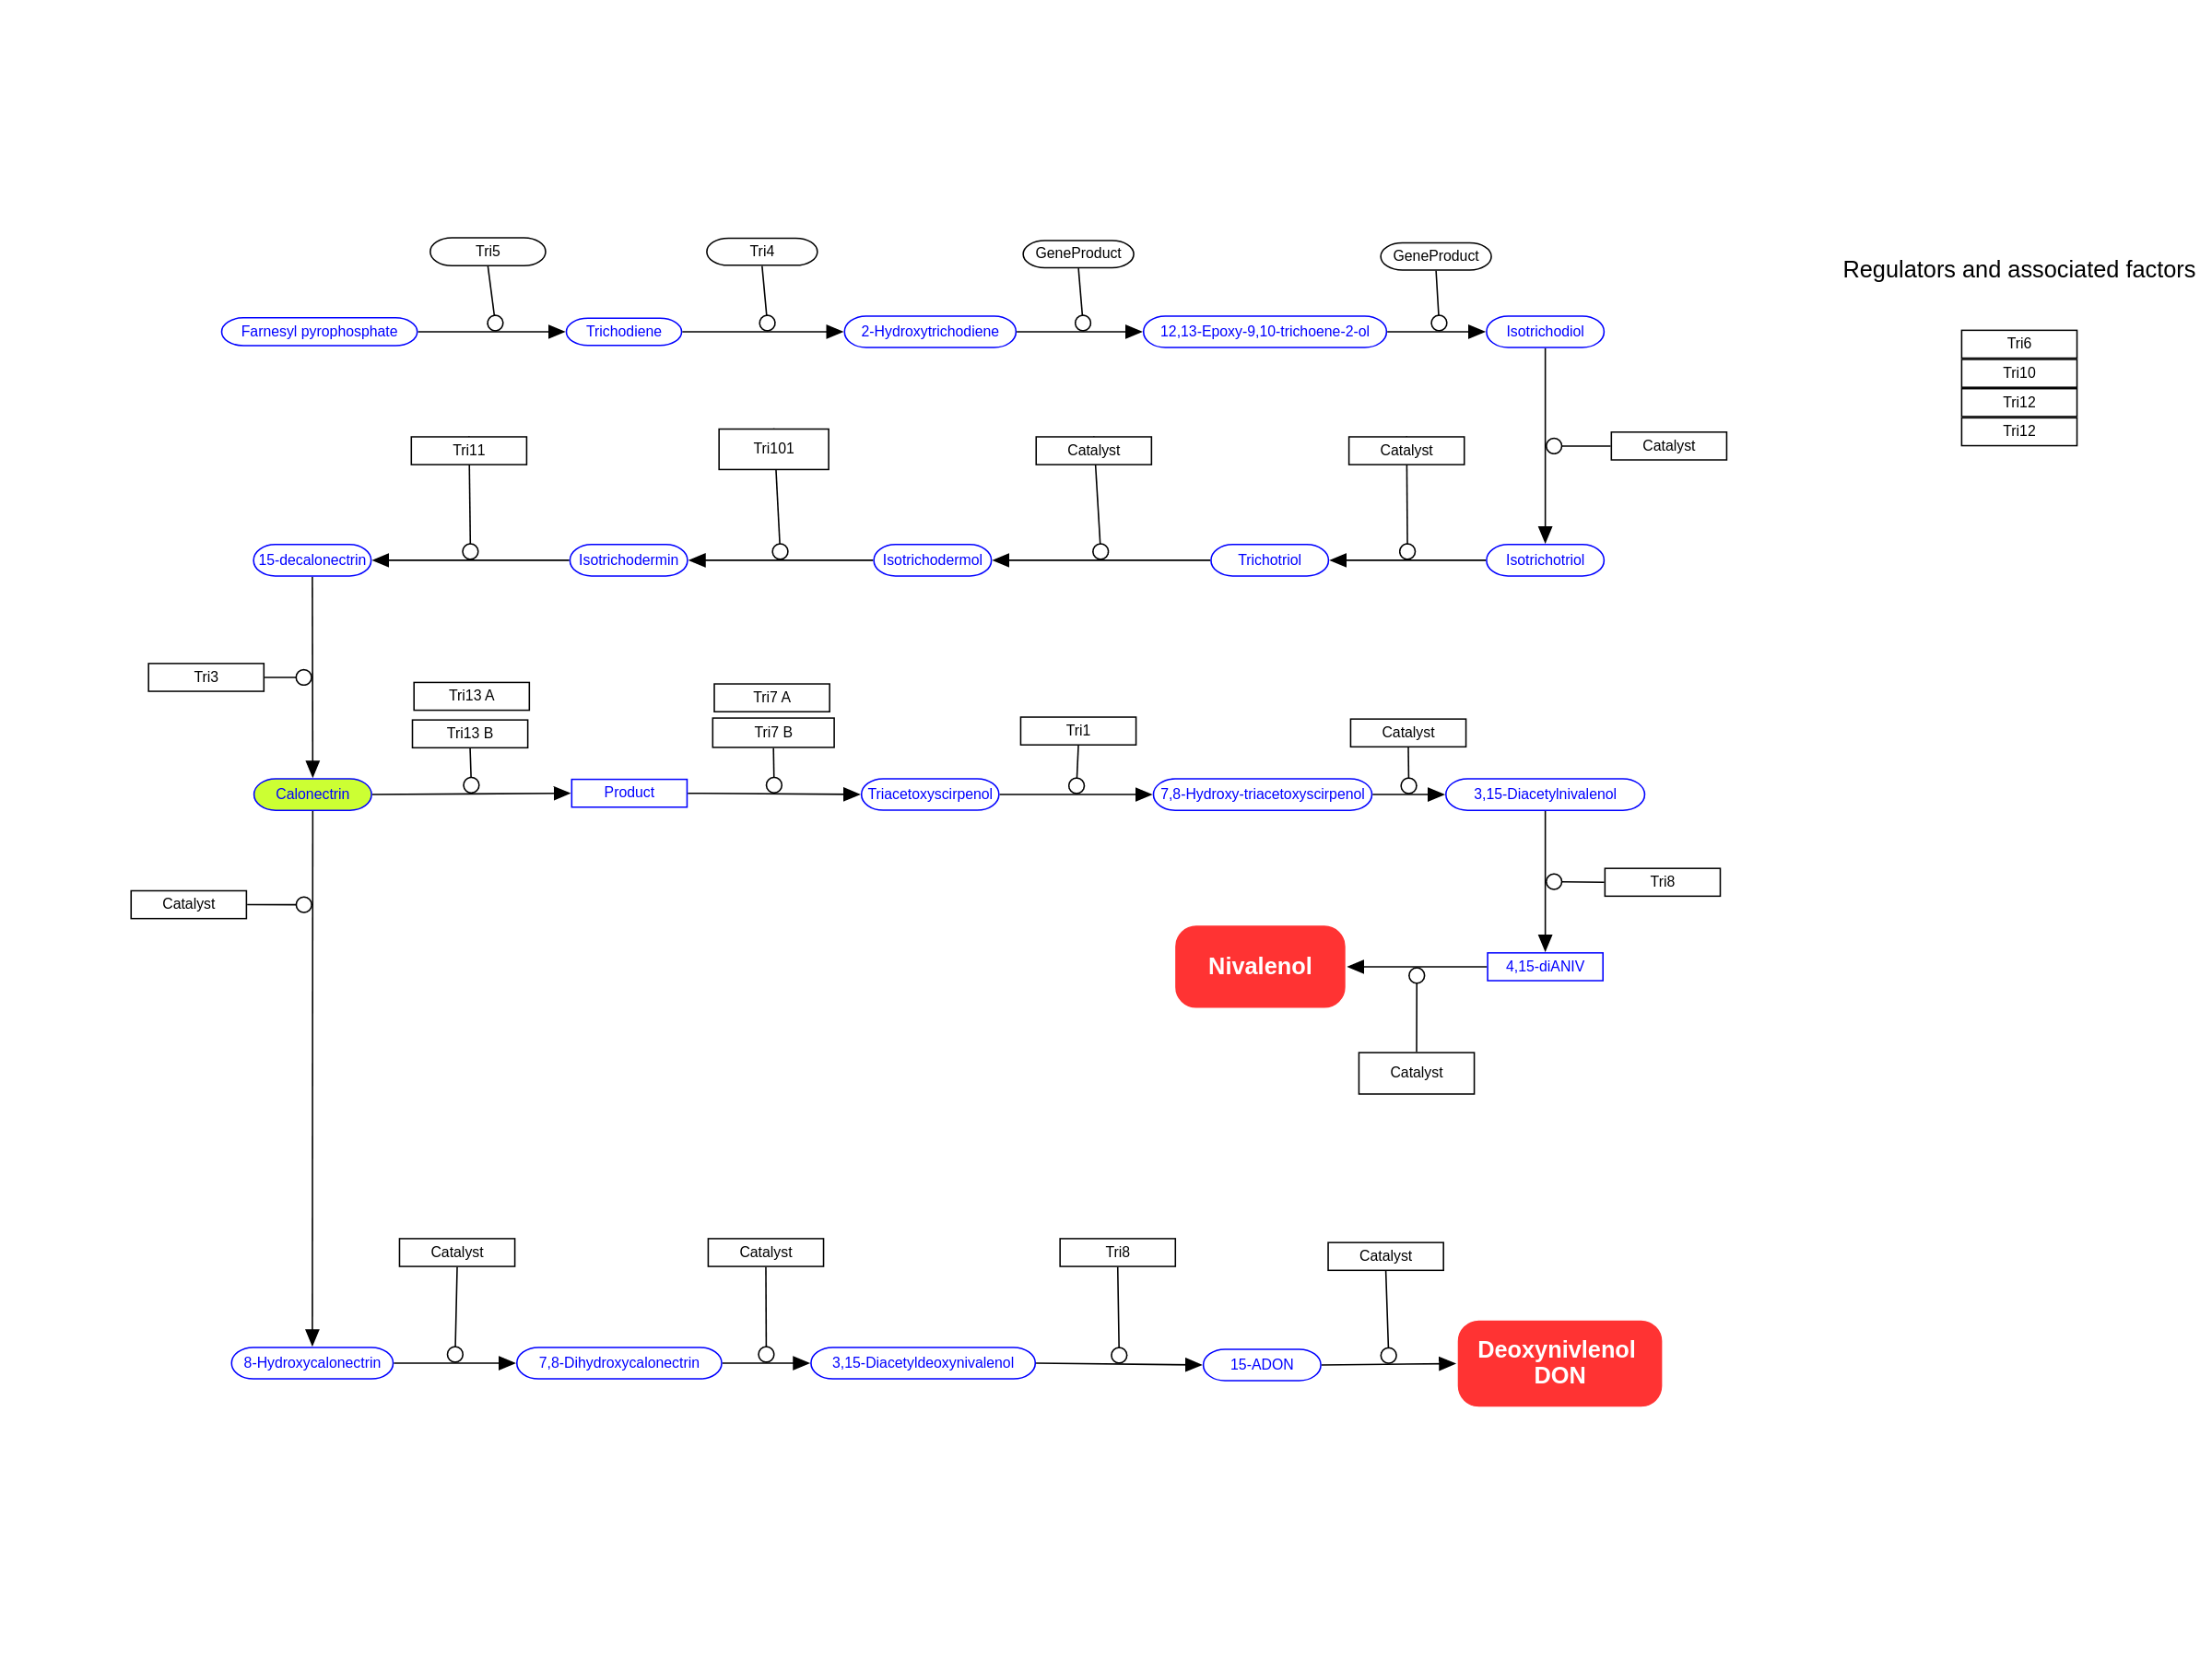 Tri5
Tri4
GeneProduct
GeneProduct
Regulators and associated factors
Farnesyl pyrophosphate
Trichodiene
2-Hydroxytrichodiene
12,13-Epoxy-9,10-trichoene-2-ol
Isotrichodiol
Tri6
Tri10
Tri12
Tri12
Tri11
Tri101
Catalyst
Catalyst
Catalyst
15-decalonectrin
Isotrichodermin
Isotrichodermol
Trichotriol
Isotrichotriol
Tri3
Tri13 A
Tri7 A
Tri13 B
Tri7 B
Tri1
Catalyst
Calonectrin
Product
Triacetoxyscirpenol
7,8-Hydroxy-triacetoxyscirpenol
3,15-Diacetylnivalenol
Catalyst
Tri8
Nivalenol
4,15-diANIV
Catalyst
Catalyst
Catalyst
Tri8
Catalyst
8-Hydroxycalonectrin
7,8-Dihydroxycalonectrin
3,15-Diacetyldeoxynivalenol
15-ADON
Deoxynivlenol
DON